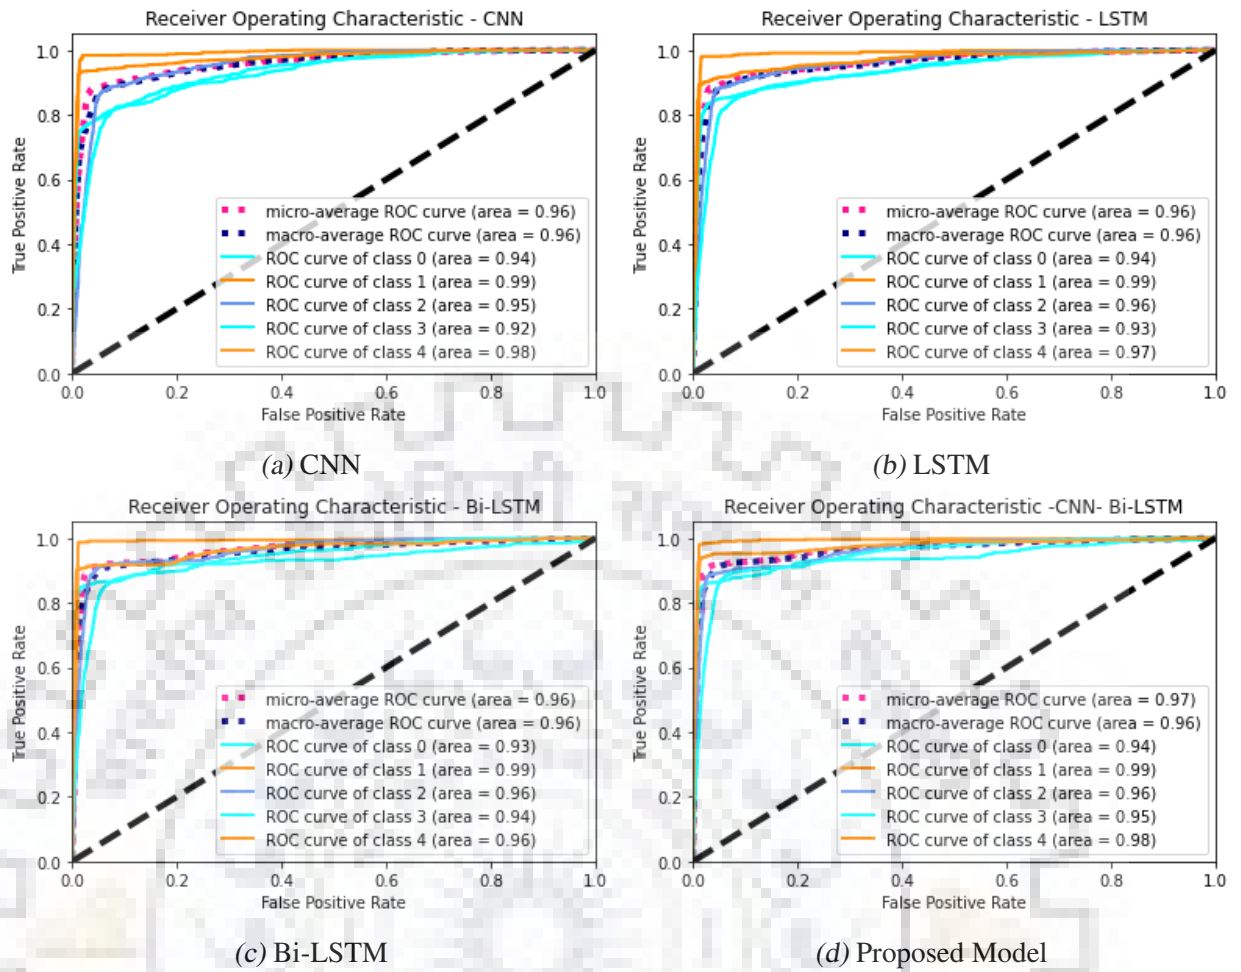 Receiver Operating Characteristic - CNN
True Positive Rate
1.0
0.8
0.6
0.4
0.2
0.0
micro-average ROC curve (area = 0.96)
macro-average ROC curve (area = 0.96)
ROC curve of class 0 (area = 0.94)
ROC curve of class 1 (area = 0.99)
ROC curve of class 2 (area = 0.95)
ROC curve of class 3 (area = 0.92)
ROC curve of class 4 (area = 0.98)
0.0 0.2 0.4 0.6 0.8 1.0
False Positive Rate
(a) CNN
Receiver Operating Characteristic - LSTM
True Positive Rate
1.0
0.8
0.6
0.4
0.2
0.0
micro-average ROC curve (area = 0.96)
macro-average ROC curve (area = 0.96)
ROC curve of class 0 (area = 0.94)
ROC curve of class 1 (area = 0.99)
ROC curve of class 2 (area = 0.96)
ROC curve of class 3 (area = 0.93)
ROC curve of class 4 (area = 0.97)
0.0 0.2 0.4 0.6 0.8 1.0
False Positive Rate
(b) LSTM
Receiver Operating Characteristic - Bi-LSTM
True Positive Rate
1.0
0.8
0.6
0.4
0.2
0.0
micro-average ROC curve (area = 0.96)
macro-average ROC curve (area = 0.96)
ROC curve of class 0 (area = 0.93)
ROC curve of class 1 (area = 0.99)
ROC curve of class 2 (area = 0.96)
ROC curve of class 3 (area = 0.94)
ROC curve of class 4 (area = 0.96)
0.0 0.2 0.4 0.6 0.8 1.0
False Positive Rate
(c) Bi-LSTM
Receiver Operating Characteristic -CNN- Bi-LSTM
True Positive Rate
1.0
0.8
0.6
0.4
0.2
0.0
micro-average ROC curve (area = 0.97)
macro-average ROC curve (area = 0.96)
ROC curve of class 0 (area = 0.94)
ROC curve of class 1 (area = 0.99)
ROC curve of class 2 (area = 0.96)
ROC curve of class 3 (area = 0.95)
ROC curve of class 4 (area = 0.98)
0.0 0.2 0.4 0.6 0.8 1.0
False Positive Rate
(d) Proposed Model